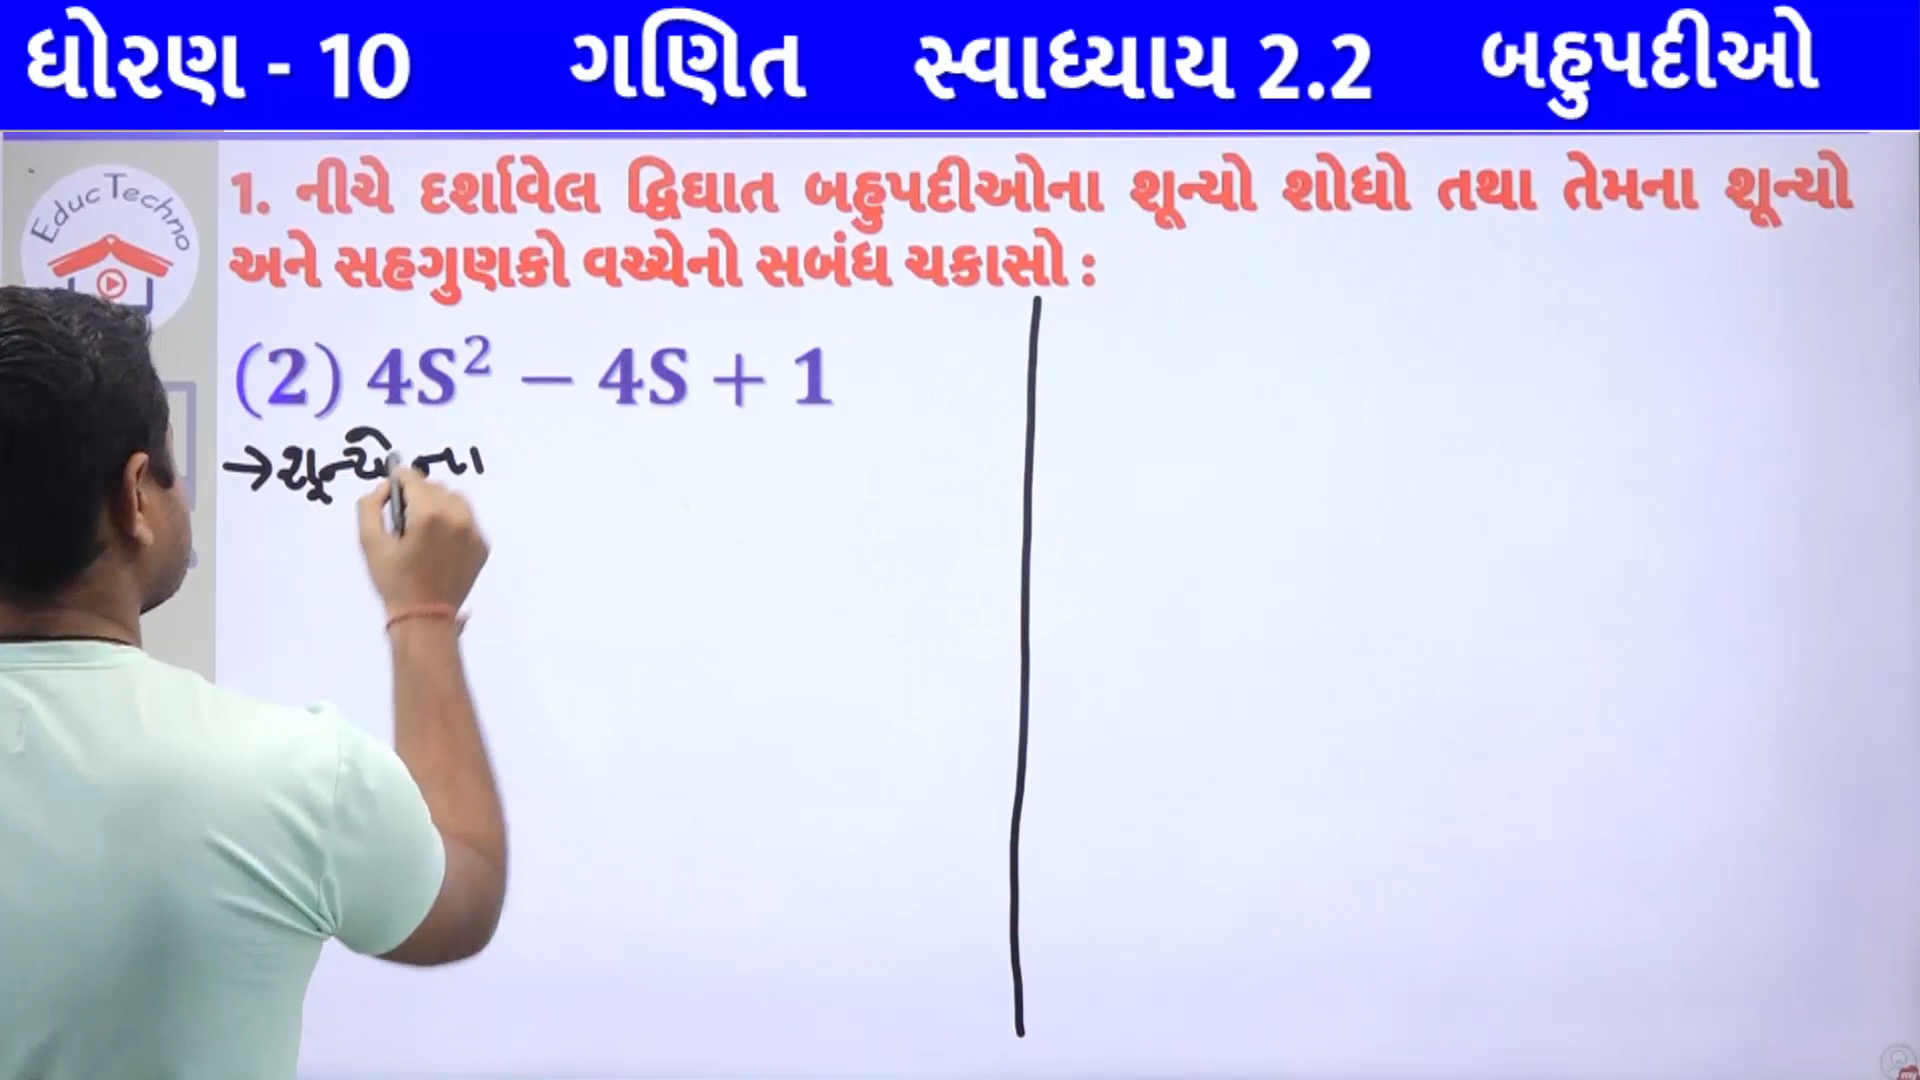 ધોરણ - 10 ગણિત સ્વાધ્યાય 2.2 બહુપદીઓ
EducTechno
1. નીચે દર્શાવેલ દ્વિઘાત બહુપદીઓના શૂન્યો શોધો તથા તેમના શૂન્યો
અને સહગુણકો વચ્ચેનો સબંધ ચકાસો :
(2) 4S² − 4S + 1
→ શૂન્યોના